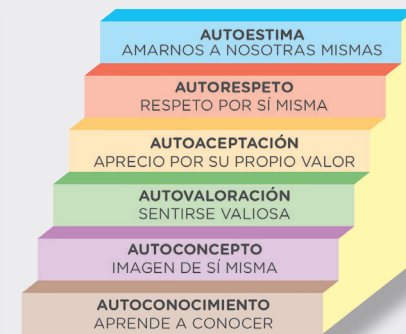 AUTOESTIMA
AMARNOS A NOSOTRAS MISMAS
AUTORESPETO
RESPETO POR SÍ MISMA
AUTOACEPTACIÓN
APRECIO POR SU PROPIO VALOR
AUTOVALORACIÓN
SENTIRSE VALIOSA
AUTOCONCEPTO
IMAGEN DE SÍ MISMA
AUTOCONOCIMIENTO
APRENDE A CONOCER